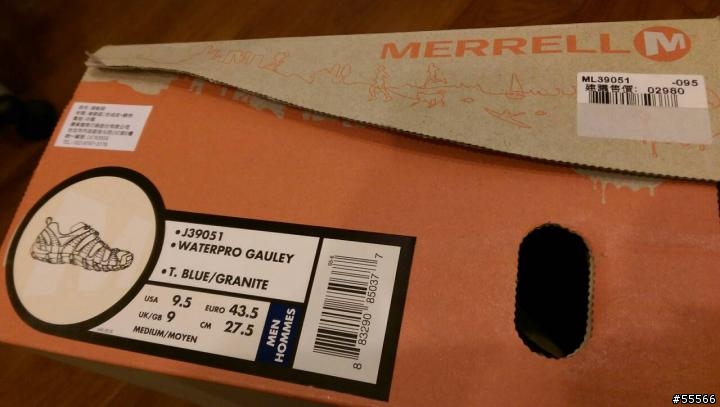 MERRELL M
ML39051 -095
建議售價: 02980
J39051
WATERPRO GAULEY
T. BLUE/GRANITE
USA 9.5 EURO 43.5
UK/GB 9 CM 27.5
MEDIUM/MOYEN
MEN
HOMMES
8 83290 85037 7
#55566